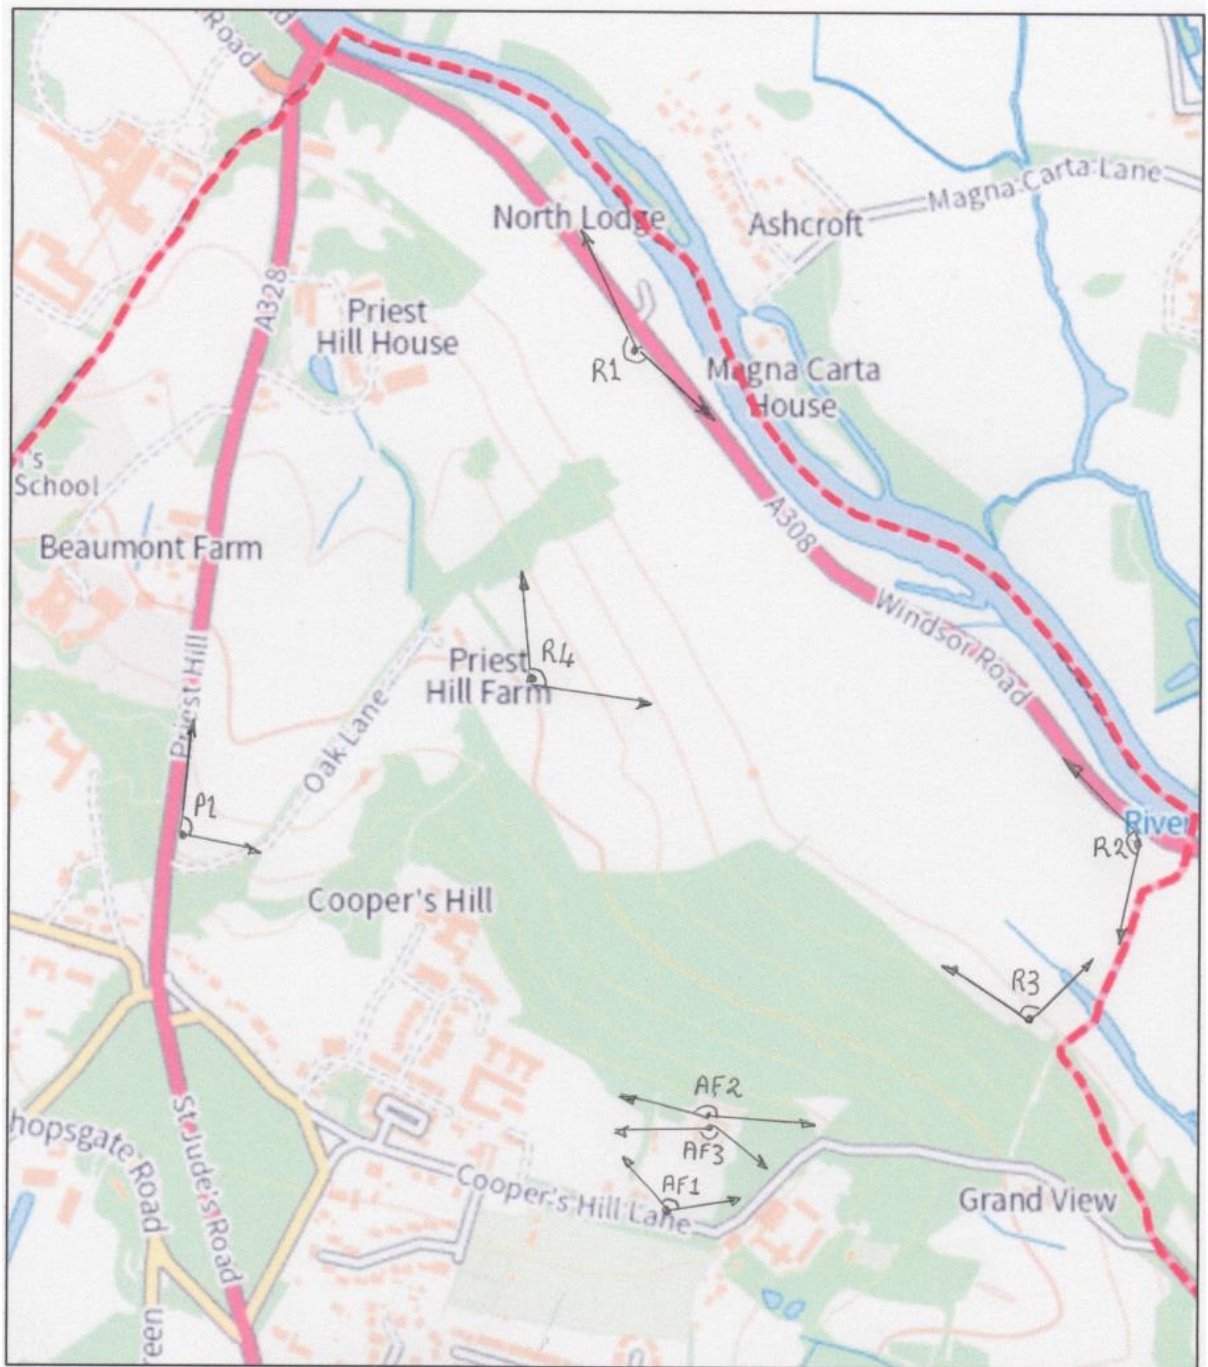 Road
North Lodge
Ashcroft
Magna Carta Lane
A328
Priest
Hill House
R1
Magna Carta
House
School
A308
Beaumont Farm
Windsor Road
Priest Hill
Priest
Hill Farm
R4
Oak Lane
P1
River
R2
Cooper's Hill
R3
AF2
AF3
AF1
St Jude's Road
hopsgate Road
Cooper's Hill Lane
Grand View
een